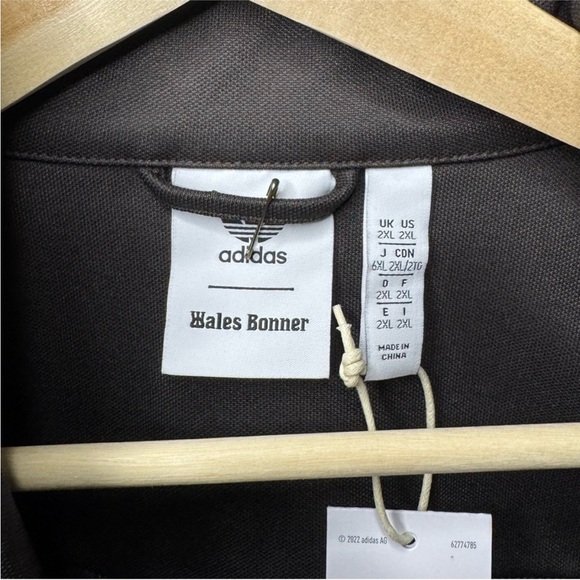 adidas
Wales Bonner
UK US
2XL 2XL
J CDN
6XL 2XL/2TG
D F
2XL 2XL
E I
2XL 2XL
MADE IN
CHINA
© 2022 adidas AG 62774785